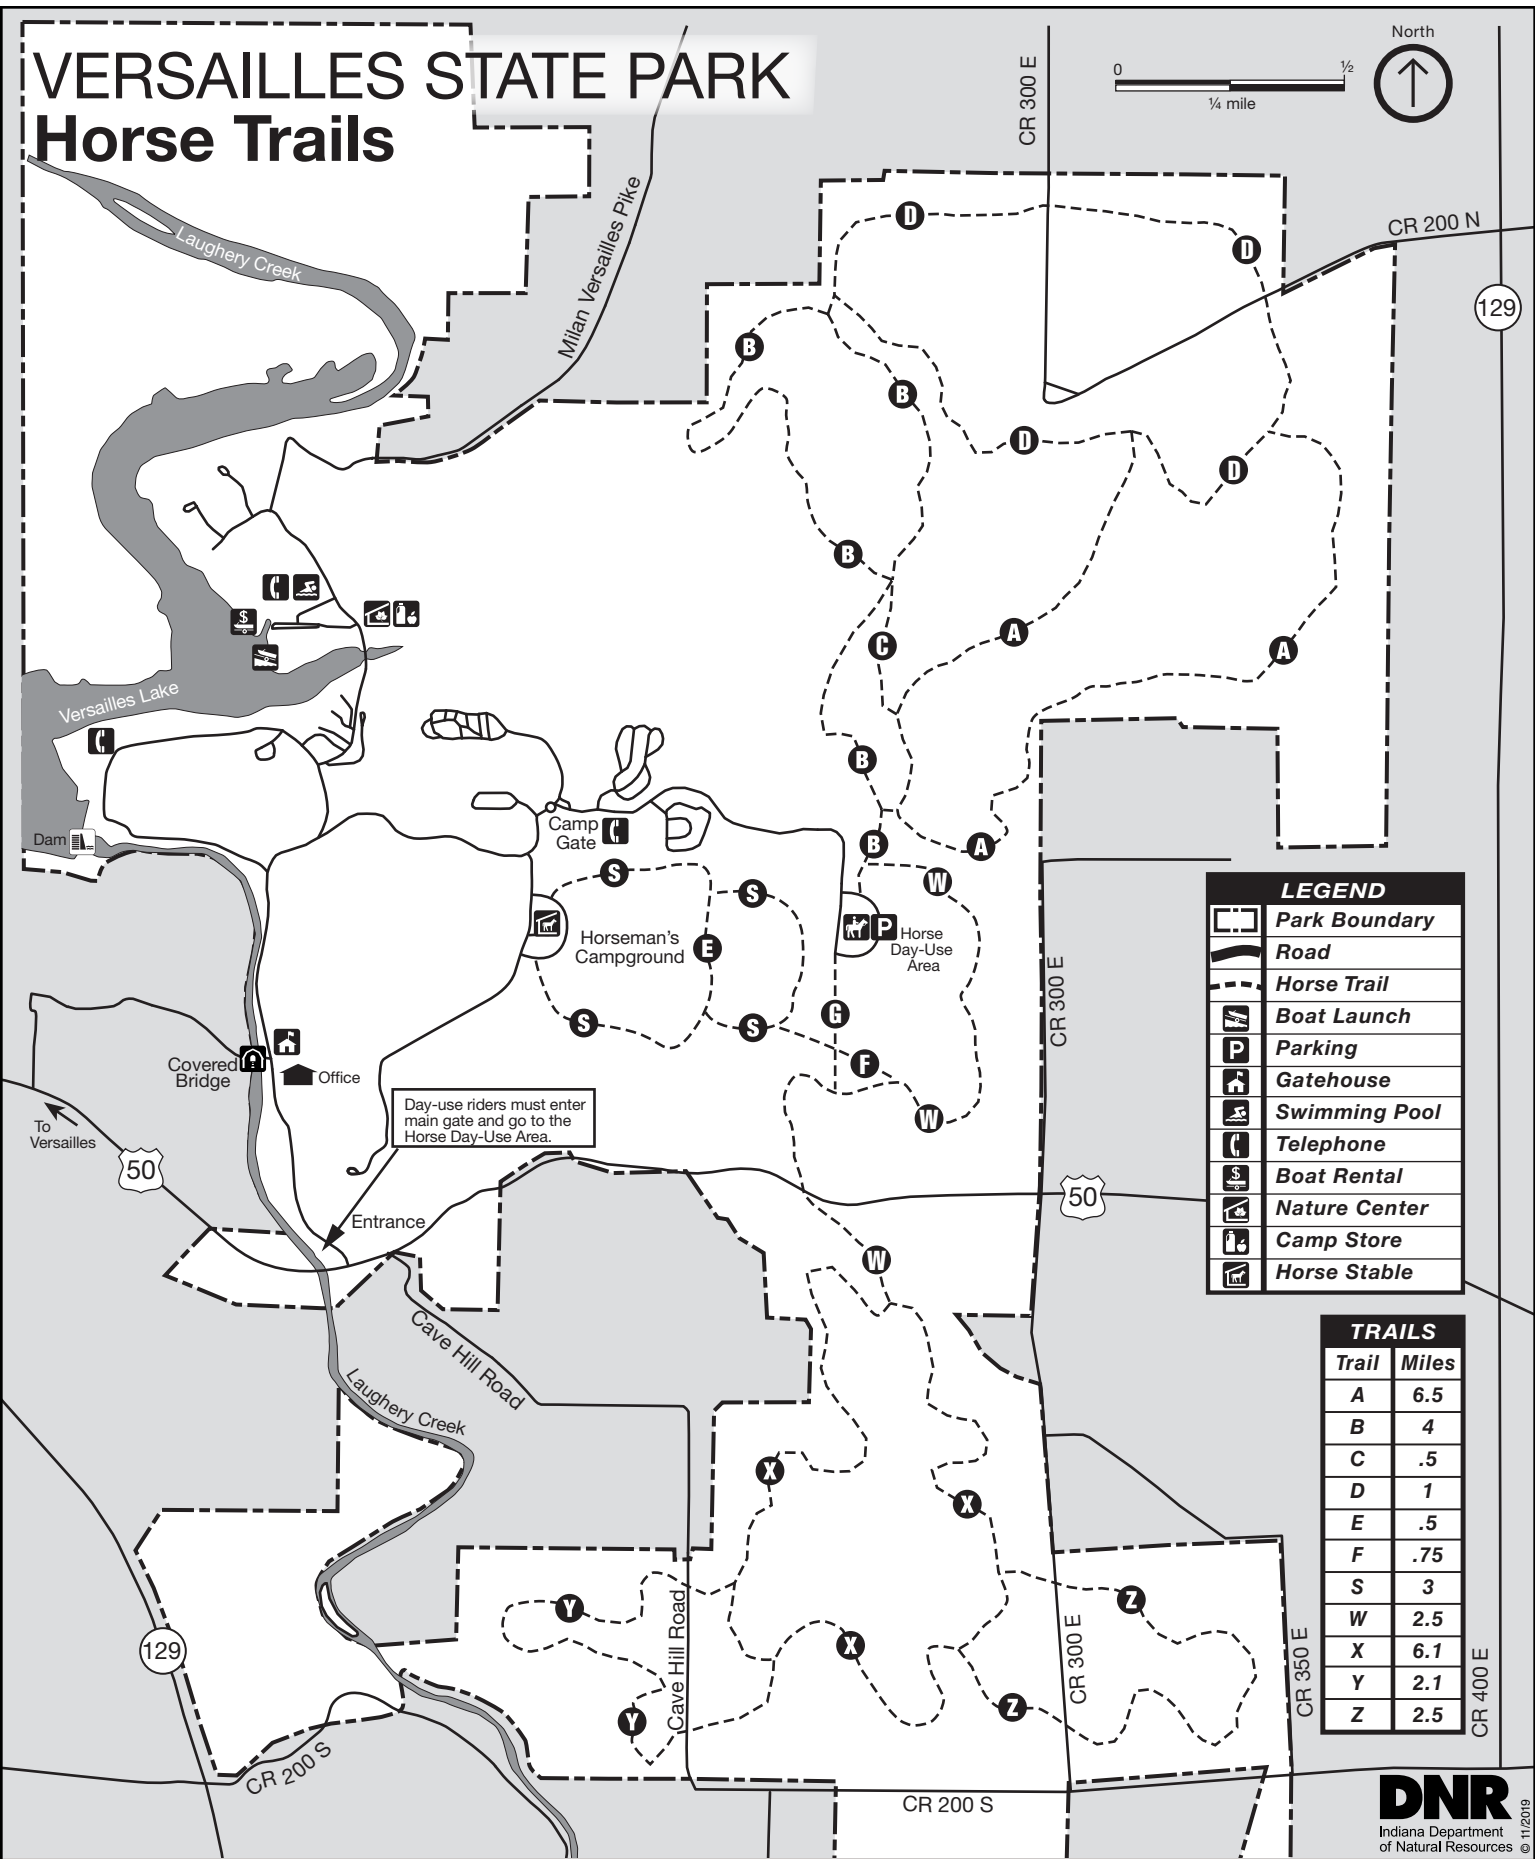 VERSAILLES STATE PARK
Horse Trails
North
0
½
¼ mile
CR 300 E
CR 200 N
129
Milan Versailles Pike
Laughery Creek
D
D
B
B
D
D
B
A
C
A
$
Versailles Lake
B
Dam
Camp
Gate
B
A
S
W
S
P
Horse
Day-Use
Area
Horseman's
Campground
E
S
S
G
F
W
CR 300 E
Covered
Bridge
Office
To
Versailles
50
Day-use riders must enter
main gate and go to the
Horse Day-Use Area.
Entrance
50
W
Cave Hill Road
Laughery Creek
X
X
Y
Z
X
Y
Z
Cave Hill Road
CR 300 E
CR 350 E
CR 400 E
129
CR 200 S
CR 200 S
LEGEND
Park Boundary
Road
Horse Trail
Boat Launch
P Parking
Gatehouse
Swimming Pool
Telephone
$ Boat Rental
Nature Center
Camp Store
Horse Stable
TRAILS
Trail Miles
A 6.5
B 4
C .5
D 1
E .5
F .75
S 3
W 2.5
X 6.1
Y 2.1
Z 2.5
DNR
Indiana Department
of Natural Resources
© 11/2019